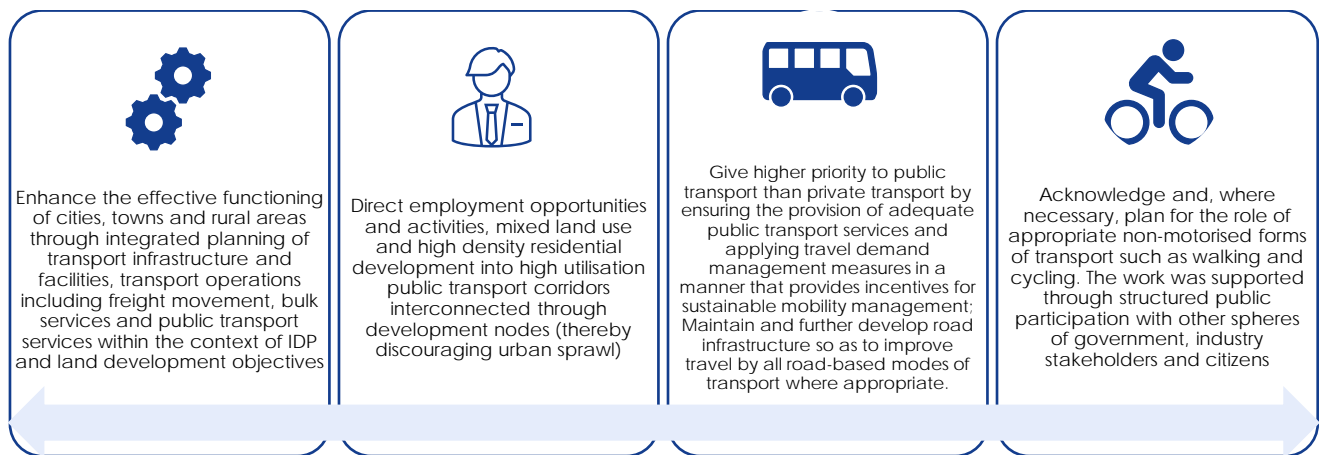 Enhance the effective functioning
of cities, towns and rural areas
through integrated planning of
transport infrastructure and
facilities, transport operations
including freight movement, bulk
services and public transport
services within the context of IDP
and land development objectives
Direct employment opportunities
and activities, mixed land use
and high density residential
development into high utilisation
public transport corridors
interconnected through
development nodes (thereby
discouraging urban sprawl)
Give higher priority to public
transport than private transport by
ensuring the provision of adequate
public transport services and
applying travel demand
management measures in a
manner that provides incentives for
sustainable mobility management;
Maintain and further develop road
infrastructure so as to improve
travel by all road-based modes of
transport where appropriate.
Acknowledge and, where
necessary, plan for the role of
appropriate non-motorised forms
of transport such as walking and
cycling. The work was supported
through structured public
participation with other spheres
of government, industry
stakeholders and citizens